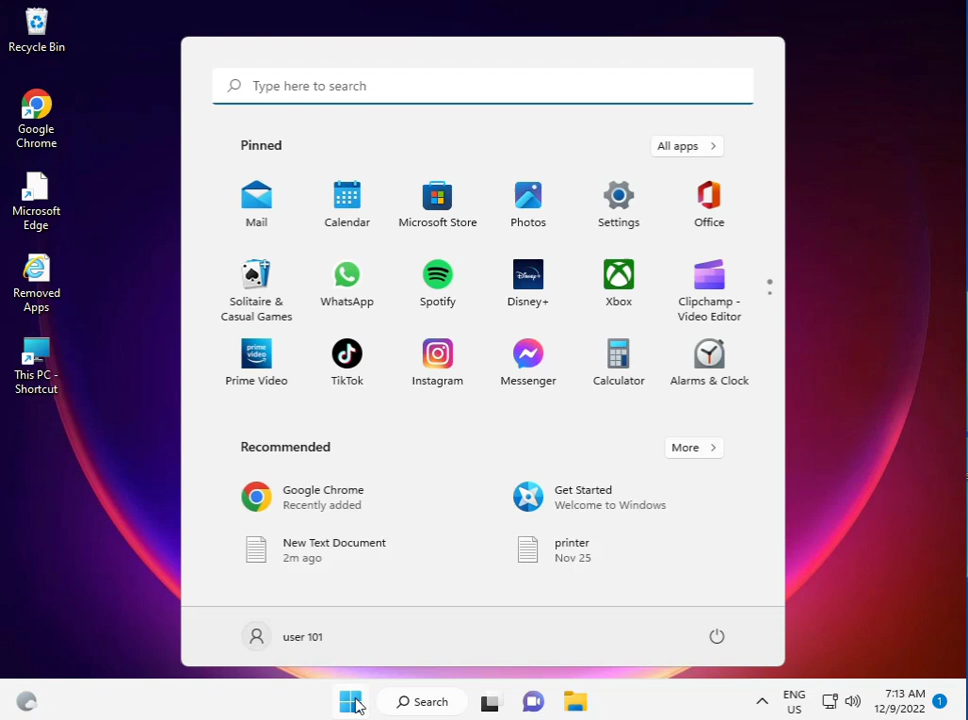 Recycle Bin
Google
Chrome
Microsoft
Edge
Removed
Apps
This PC -
Shortcut
Type here to search
Pinned
All apps
Mail
Calendar
Microsoft Store
Photos
Settings
Office
Solitaire &
Casual Games
WhatsApp
Spotify
Disney+
Xbox
Clipchamp -
Video Editor
prime
video
Prime Video
TikTok
Instagram
Messenger
Calculator
Alarms & Clock
Recommended
More
Google Chrome
Recently added
Get Started
Welcome to Windows
New Text Document
2m ago
printer
Nov 25
user 101
Search
ENG
US
7:13 AM
12/9/2022
1